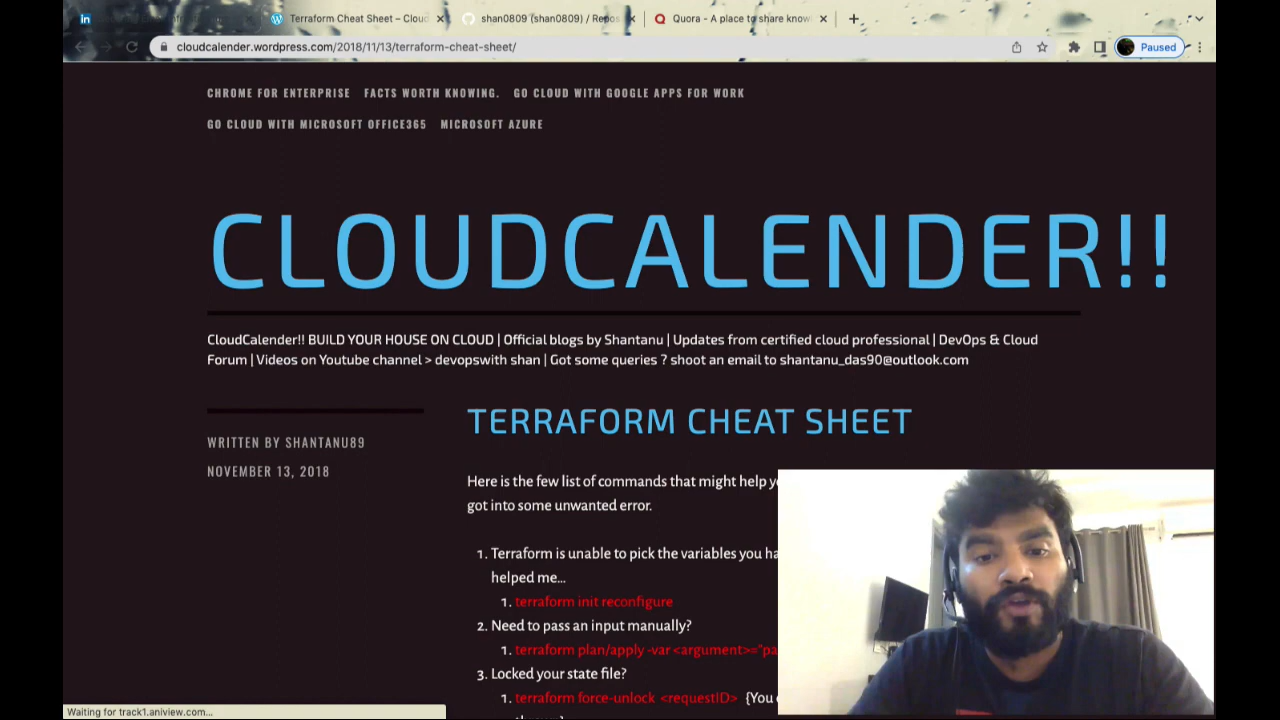 Terraform Cheat Sheet – Cloud
shan0809 (shan0809) / Repos
Quora - A place to share know
cloudcalender.wordpress.com/2018/11/13/terraform-cheat-sheet/
Paused
CHROME FOR ENTERPRISE FACTS WORTH KNOWING. GO CLOUD WITH GOOGLE APPS FOR WORK
GO CLOUD WITH MICROSOFT OFFICE365 MICROSOFT AZURE
CLOUDCALENDER!!
CloudCalender!! BUILD YOUR HOUSE ON CLOUD | Official blogs by Shantanu | Updates from certified cloud professional | DevOps & Cloud
Forum | Videos on Youtube channel > devopswith shan | Got some queries ? shoot an email to shantanu_das90@outlook.com
WRITTEN BY SHANTANU89
NOVEMBER 13, 2018
TERRAFORM CHEAT SHEET
Here is the few list of commands that might help
got into some unwanted error.
1. Terraform is unable to pick the variables you
helped me...
1. terraform init reconfigure
2. Need to pass an input manually?
1. terraform plan/apply -var <argument>="pa
3. Locked your state file?
1. terraform force-unlock <requestID> {You
Waiting for track1.aniview.com...